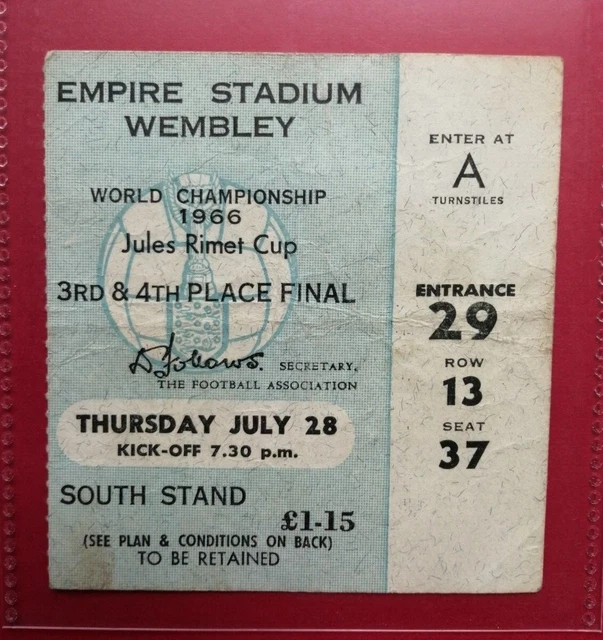 EMPIRE STADIUM
WEMBLEY
WORLD CHAMPIONSHIP
1966
Jules Rimet Cup
3RD & 4TH PLACE FINAL
D Follows. SECRETARY,
THE FOOTBALL ASSOCIATION
THURSDAY JULY 28
KICK-OFF 7.30 p.m.
SOUTH STAND
£1-15
(SEE PLAN & CONDITIONS ON BACK)
TO BE RETAINED
ENTER AT
A
TURNSTILES
ENTRANCE
29
ROW
13
SEAT
37